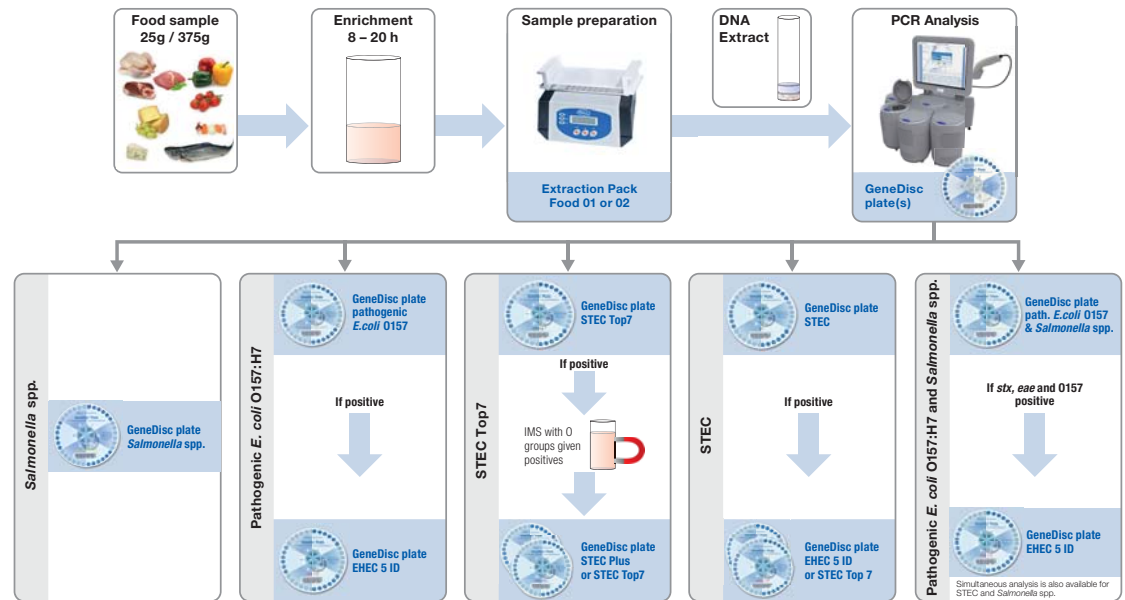 Food sample
25g / 375g
Enrichment
8 – 20 h
Sample preparation
DNA
Extract
PCR Analysis
Extraction Pack
Food 01 or 02
GeneDisc
plate(s)
Salmonella spp.
GeneDisc plate
Salmonella spp.
Pathogenic E. coli O157:H7
GeneDisc plate
pathogenic
E.coli O157
If positive
GeneDisc plate
EHEC 5 ID
STEC Top7
GeneDisc plate
STEC Top7
If positive
IMS with O
groups given
positives
GeneDisc plate
STEC Plus
or STEC Top7
STEC
GeneDisc plate
STEC
If positive
GeneDisc plate
EHEC 5 ID
or STEC Top 7
Pathogenic E. coli O157:H7 and Salmonella spp.
GeneDisc plate
path. E.coli O157
& Salmonella spp.
If stx, eae and O157
positive
GeneDisc plate
EHEC 5 ID
Simultaneous analysis is also available for
STEC and Salmonella spp.